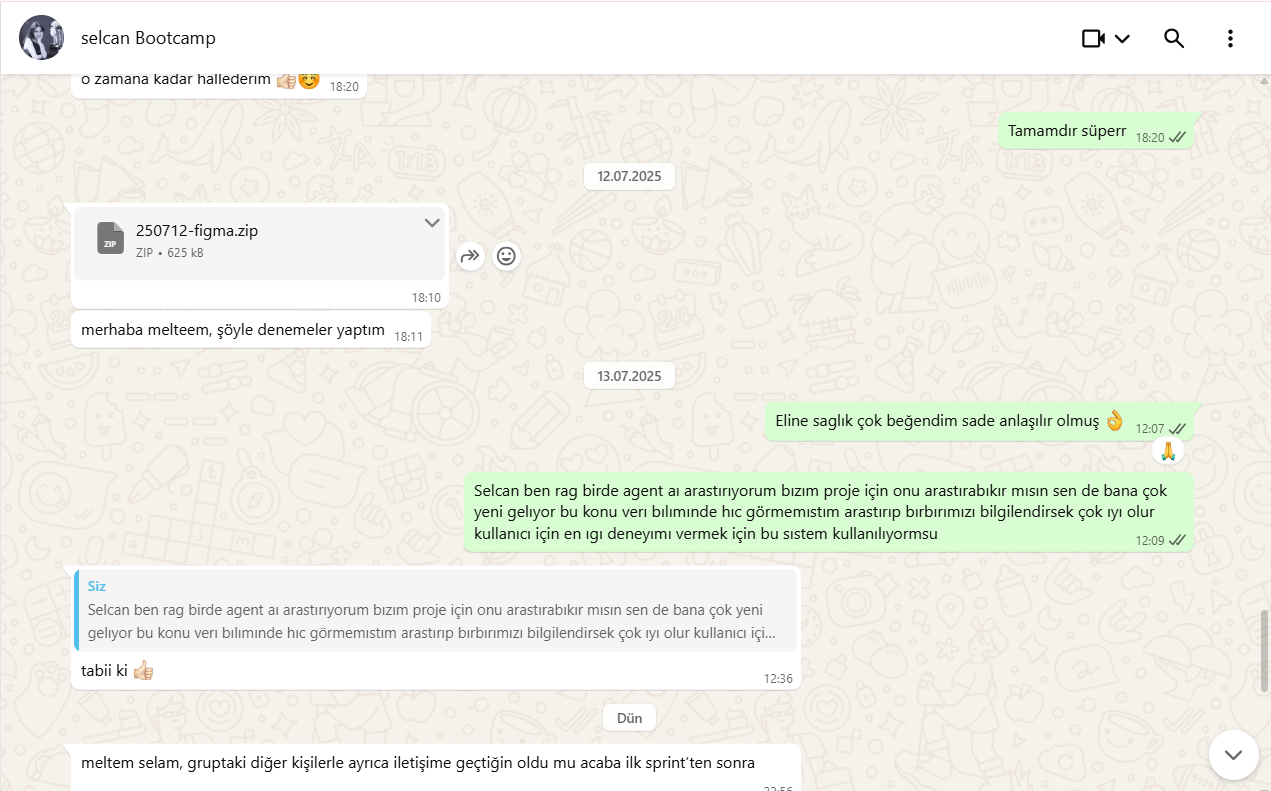 selcan Bootcamp
o zamana kadar hallederim 👍🏻☺️ 18:20
Tamamdır süperr 18:20
12.07.2025
250712-figma.zip
ZIP
ZIP • 625 kB
18:10
merhaba melteem, şöyle denemeler yaptım 18:11
13.07.2025
Eline saglık çok beğendim sade anlaşılır olmuş 👌 12:07
🙏
Selcan ben rag birde agent aı arastırıyorum bızım proje için onu arastırabıkır mısın sen de bana çok
yeni gelıyor bu konu verı bılımınde hıc görmemıstım arastırıp bırbırımızı bilgilendirsek çok ıyı olur
kullanıcı için en ıgı deneyımı vermek için bu sıstem kullanılıyormsu
12:09
Siz
Selcan ben rag birde agent aı arastırıyorum bızım proje için onu arastırabıkır mısın sen de bana çok yeni
gelıyor bu konu verı bılımınde hıc görmemıstım arastırıp bırbırımızı bilgilendirsek çok ıyı olur kullanıcı içi...
tabii ki 👍🏻
12:36
Dün
meltem selam, gruptaki diğer kişilerle ayrıca iletişime geçtiğin oldu mu acaba ilk sprint’ten sonra
22:56